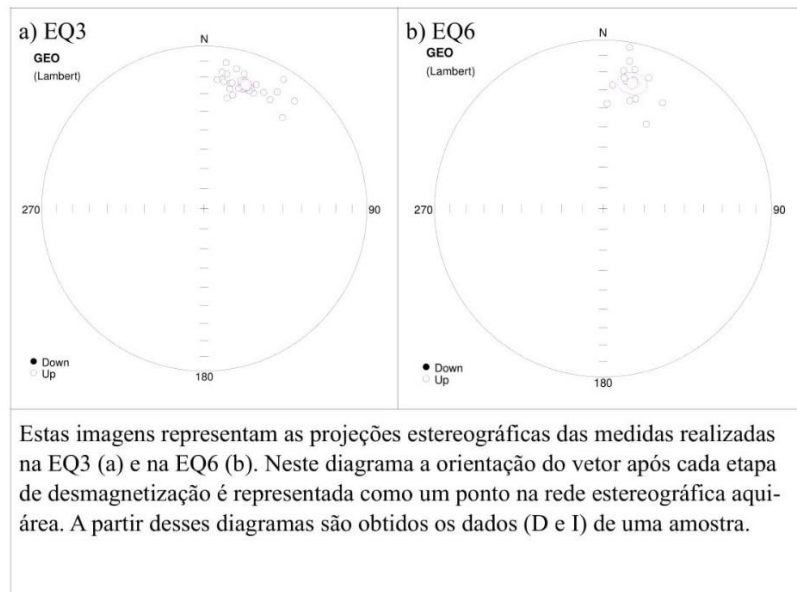 a) EQ3
N
GEO
(Lambert)
270
90
Down
Up
180
b) EQ6
N
GEO
(Lambert)
270
90
Down
Up
180
Estas imagens representam as projeções estereográficas das medidas realizadas
na EQ3 (a) e na EQ6 (b). Neste diagrama a orientação do vetor após cada etapa
de desmagnetização é representada como um ponto na rede estereográfica aqui-
área. A partir desses diagramas são obtidos os dados (D e I) de uma amostra.